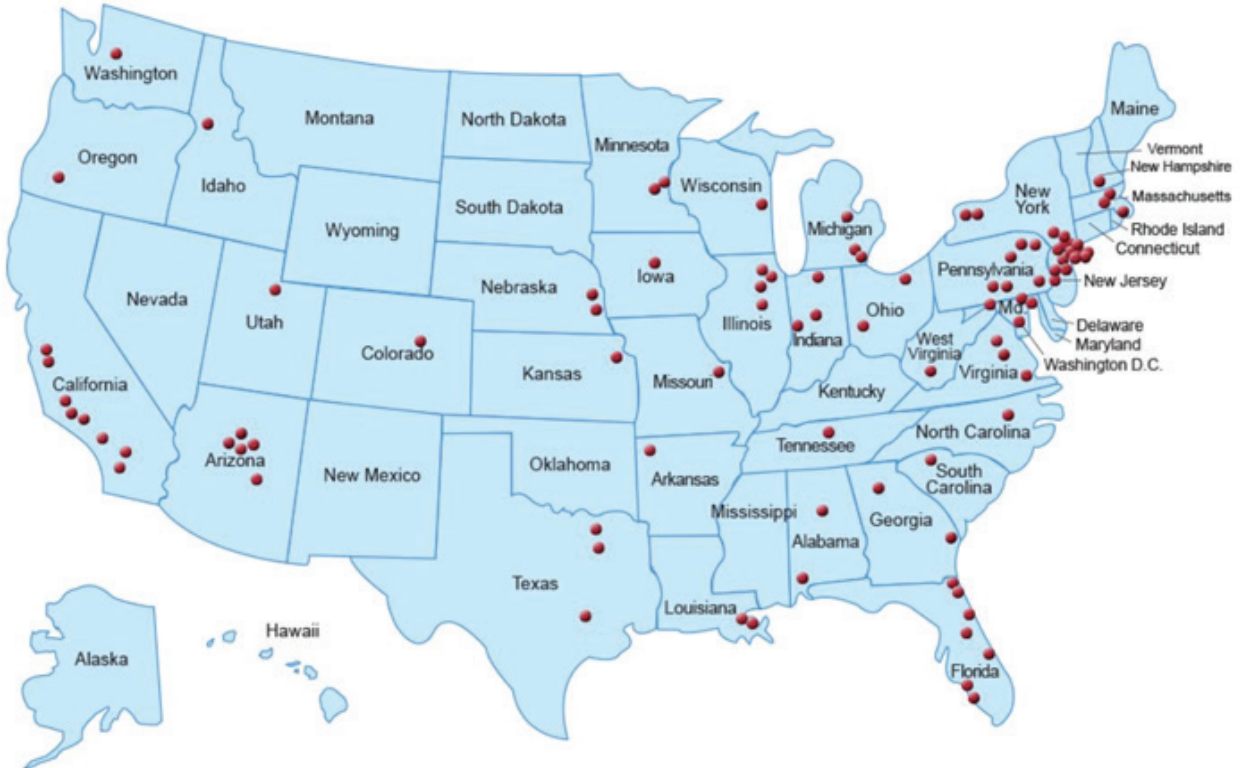 Washington
Montana
North Dakota
Minnesota
Maine
Oregon
Idaho
Wyoming
South Dakota
Wisconsin
Michigan
New
York
Vermont
New Hampshire
Massachusetts
Rhode Island
Connecticut
Nevada
Utah
Colorado
Nebraska
Iowa
Illinois
Indiana
Ohio
Pennsylvania
New Jersey
Md.
Delaware
Maryland
Washington D.C.
West
Virginia
Virginia
California
Kansas
Missouri
Kentucky
Arizona
New Mexico
Oklahoma
Arkansas
Tennessee
North Carolina
South
Carolina
Mississippi
Alabama
Georgia
Texas
Louisiana
Florida
Alaska
Hawaii